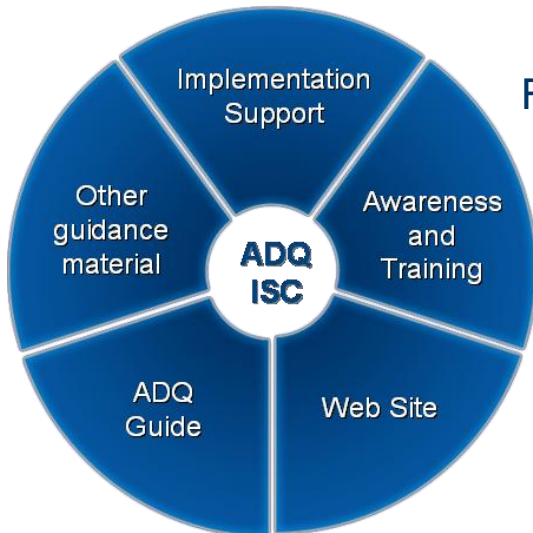 Implementation
Support
Awareness
and
Training
Web Site
ADQ
Guide
Other
guidance
material
ADQ
ISC